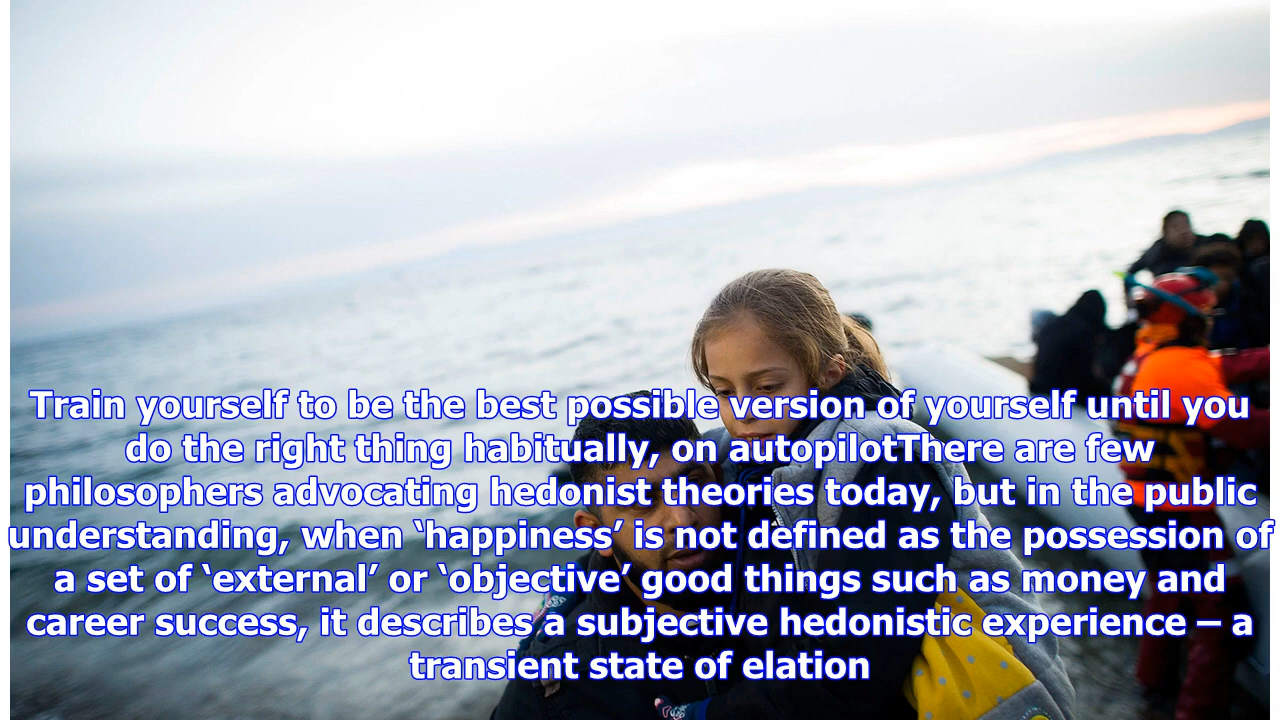 Train yourself to be the best possible version of yourself until you
do the right thing habitually, on autopilotThere are few
philosophers advocating hedonist theories today, but in the public
understanding, when ‘happiness’ is not defined as the possession of
a set of ‘external’ or ‘objective’ good things such as money and
career success, it describes a subjective hedonistic experience – a
transient state of elation